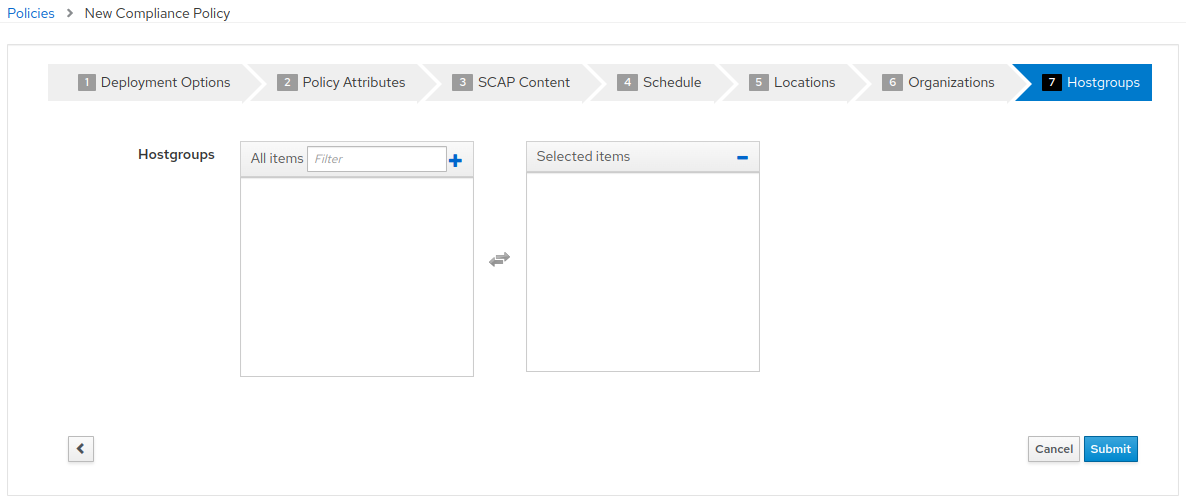 Policies > New Compliance Policy
1 Deployment Options 2 Policy Attributes 3 SCAP Content 4 Schedule 5 Locations 6 Organizations 7 Hostgroups
Hostgroups All items Filter + Selected items −
Cancel Submit